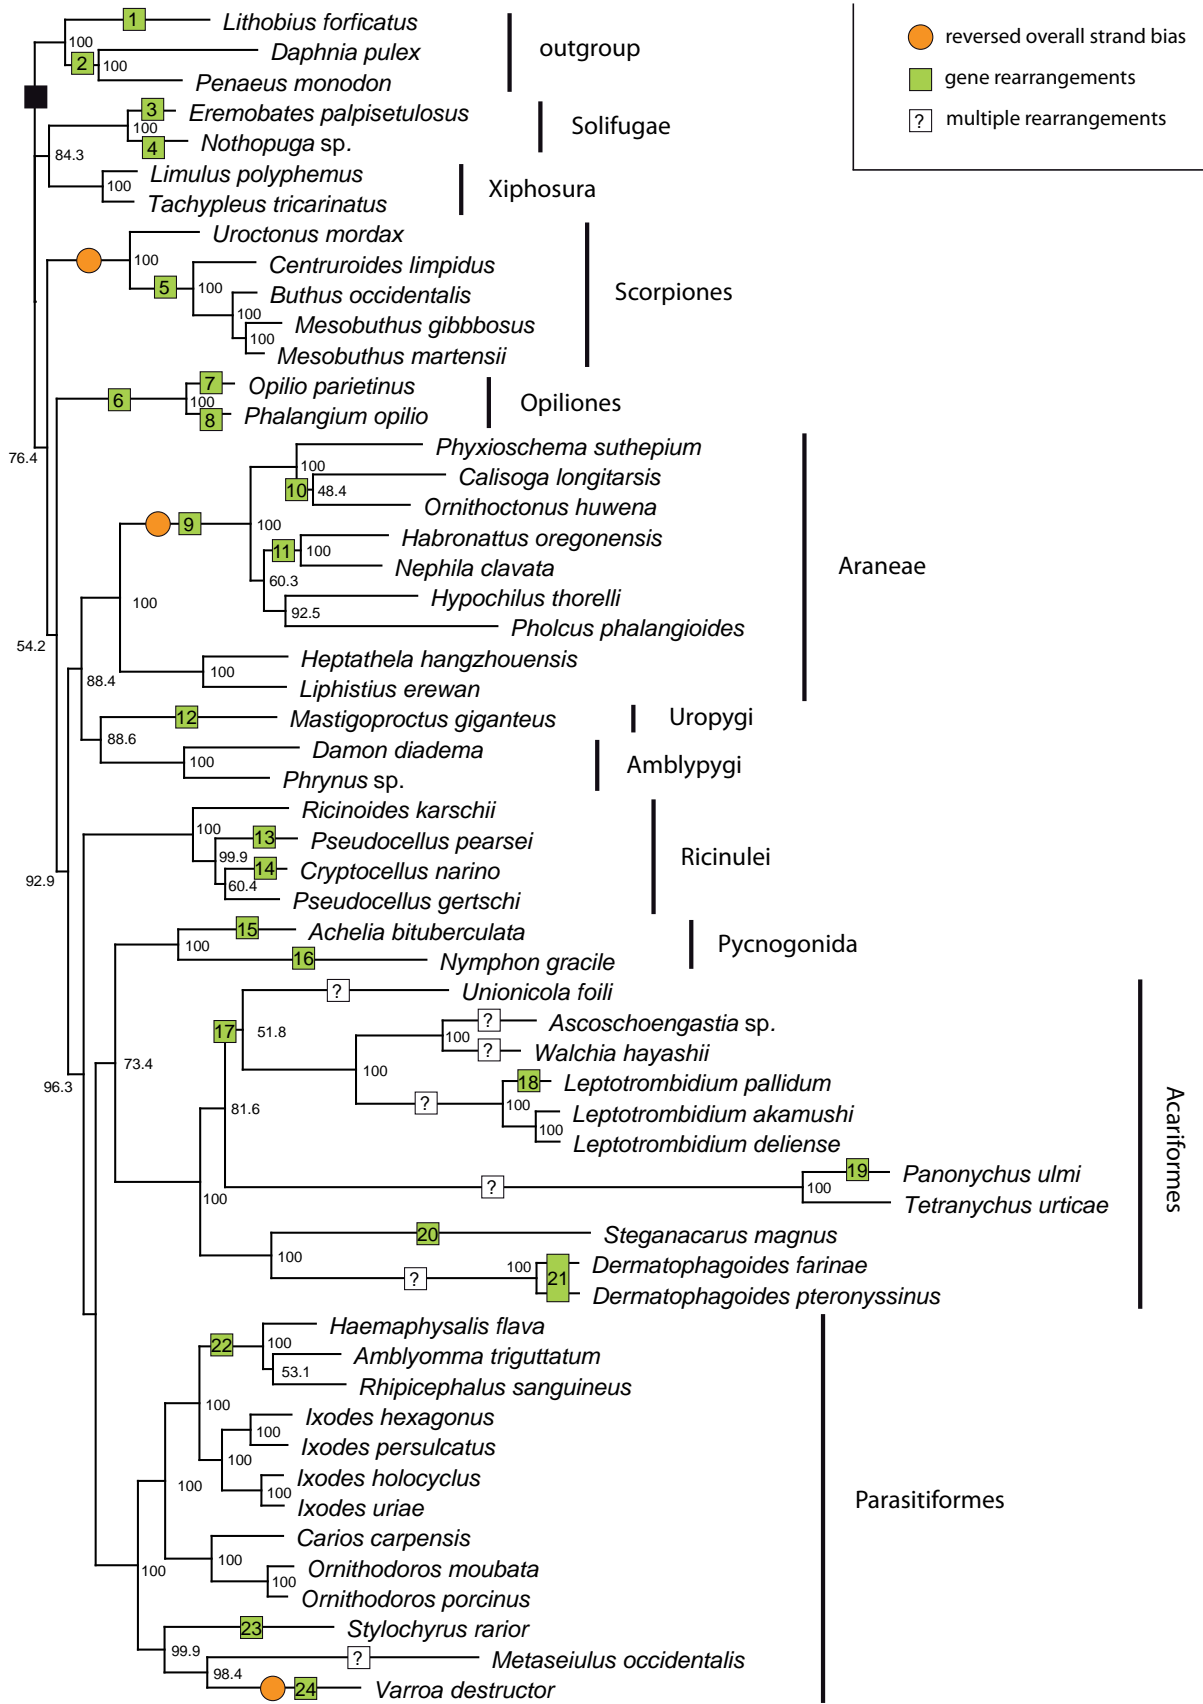 1 Lithobius forficatus
100
Daphnia pulex
2 100
Penaeus monodon
outgroup
reversed overall strand bias
gene rearrangements
? multiple rearrangements
3 Eremobates palpisetulosus
100
4 Nothopuga sp.
Solifugae
84.3
Limulus polyphemus
100
Tachypleus tricarinatus
Xiphosura
Uroctonus mordax
100
Centruroides limpidus
5 100
Buthus occidentalis
100
Mesobuthus gibbbosus
100
Mesobuthus martensii
Scorpiones
7 Opilio parietinus
6 100
8 Phalangium opilio
Opiliones
76.4
Phyxioschema suthepium
100
Calisoga longitarsis
10 48.4
Ornithoctonus huwena
9 100
Habronattus oregonensis
11 100
Nephila clavata
60.3
Hypochilus thorelli
92.5
Pholcus phalangioides
100
Araneae
54.2
Heptathela hangzhouensis
100
Liphistius erewan
88.4
12 Mastigoproctus giganteus
Uropygi
88.6
Damon diadema
100
Phrynus sp.
Amblypygi
Ricinoides karschii
100
13 Pseudocellus pearsei
99.9
14 Cryptocellus narino
60.4
Pseudocellus gertschi
Ricinulei
92.9
15 Achelia bituberculata
100
16 Nymphon gracile
Pycnogonida
? Unionicola foili
17 51.8
? Ascoschoengastia sp.
100
? Walchia hayashii
100
18 Leptotrombidium pallidum
? 100
Leptotrombidium akamushi
100
Leptotrombidium deliense
73.4
96.3
81.6
19 Panonychus ulmi
? 100
Tetranychus urticae
100
20 Steganacarus magnus
100
100 Dermatophagoides farinae
? 21
Dermatophagoides pteronyssinus
Acariformes
Haemaphysalis flava
22 100
Amblyomma triguttatum
53.1
Rhipicephalus sanguineus
100
Ixodes hexagonus
100
Ixodes persulcatus
100
Ixodes holocyclus
100
Ixodes uriae
100
Carios carpensis
100
Ornithodoros moubata
100
Ornithodoros porcinus
100
23 Stylochyrus rarior
99.9
? Metaseiulus occidentalis
98.4
24 Varroa destructor
Parasitiformes